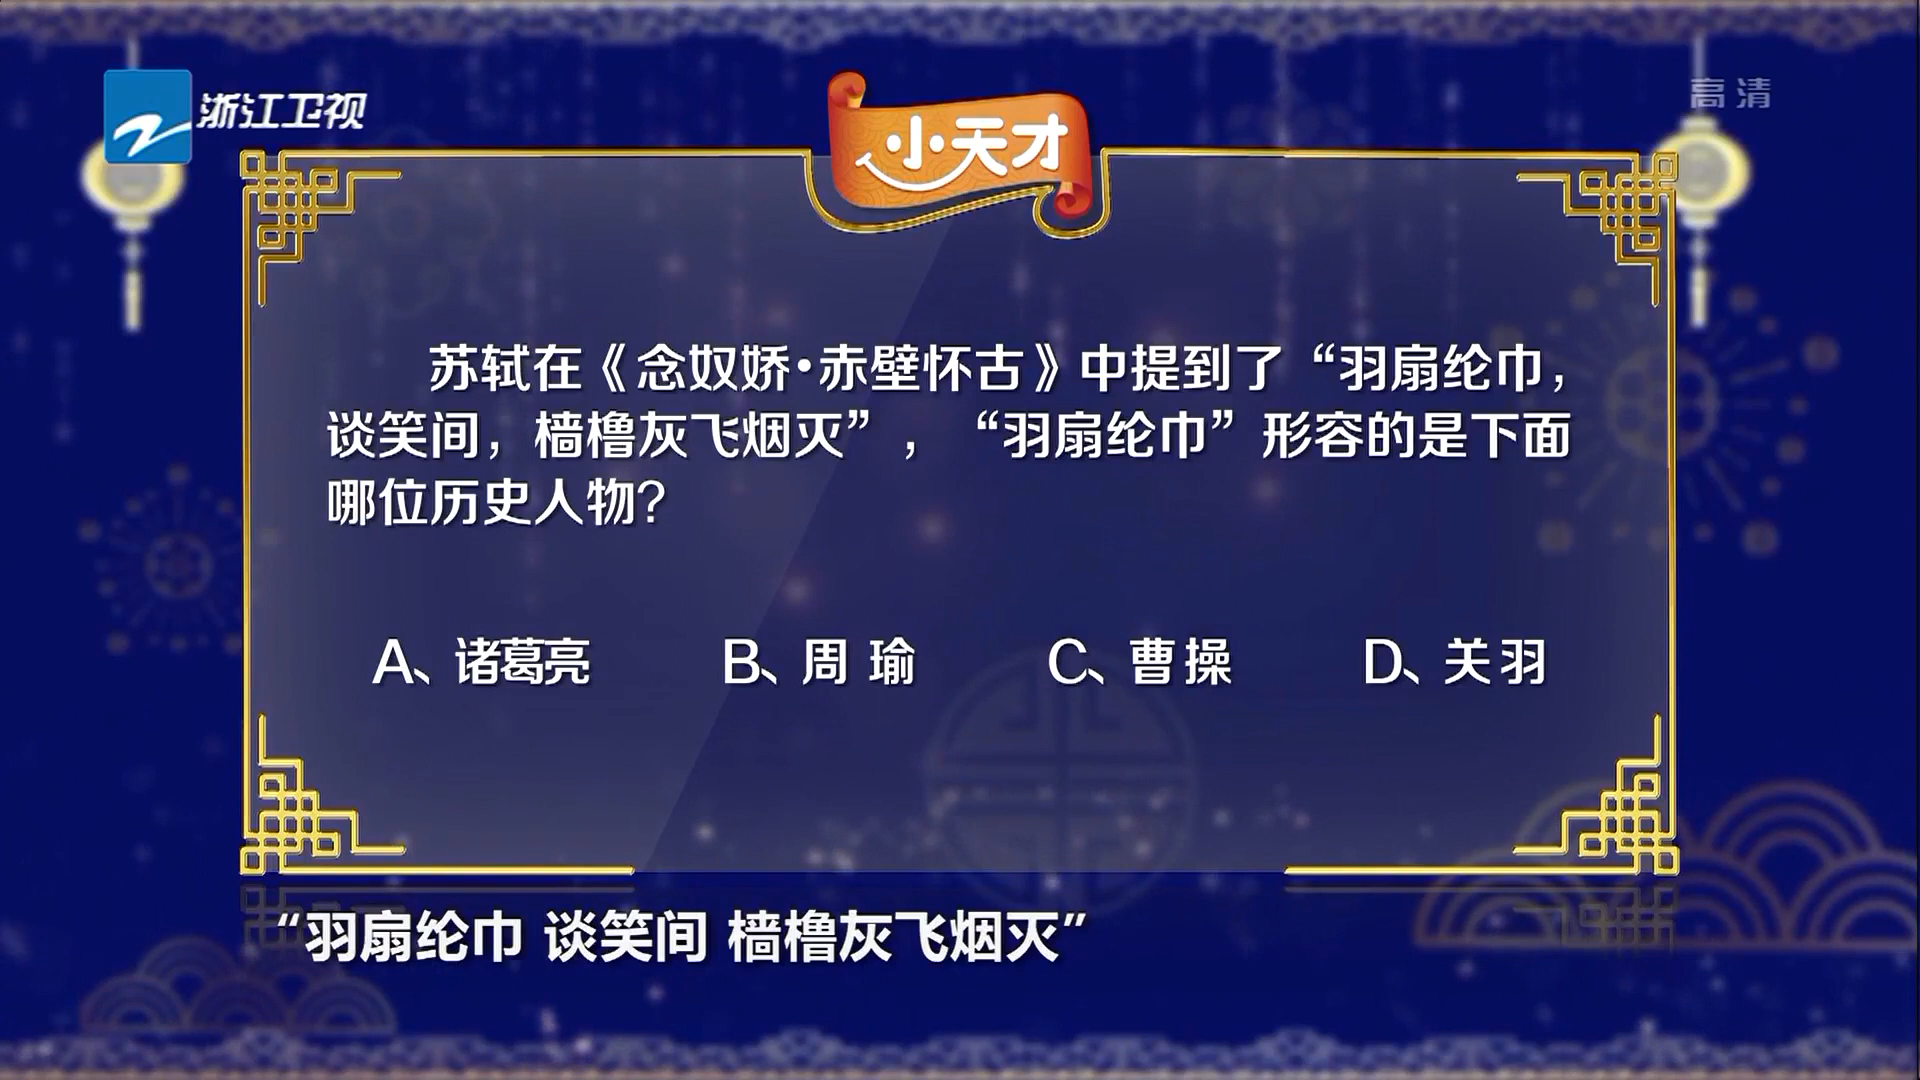 浙江卫视
高清
小天才
苏轼在《念奴娇•赤壁怀古》中提到了“羽扇纶巾，
谈笑间，樯橹灰飞烟灭”，“羽扇纶巾”形容的是下面
哪位历史人物？
A、诸葛亮 B、周 瑜 C、曹操 D、关羽
“羽扇纶巾 谈笑间 樯橹灰飞烟灭”